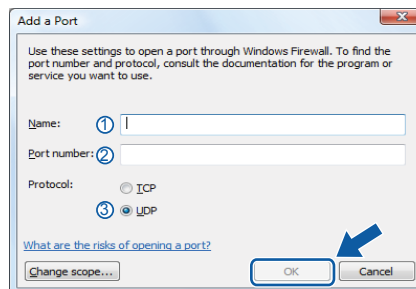 Add a Port
Use these settings to open a port through Windows Firewall. To find the
port number and protocol, consult the documentation for the program or
service you want to use.
Name: ①
Port number: ②
Protocol: TCP
③ UDP
What are the risks of opening a port?
Change scope... OK Cancel